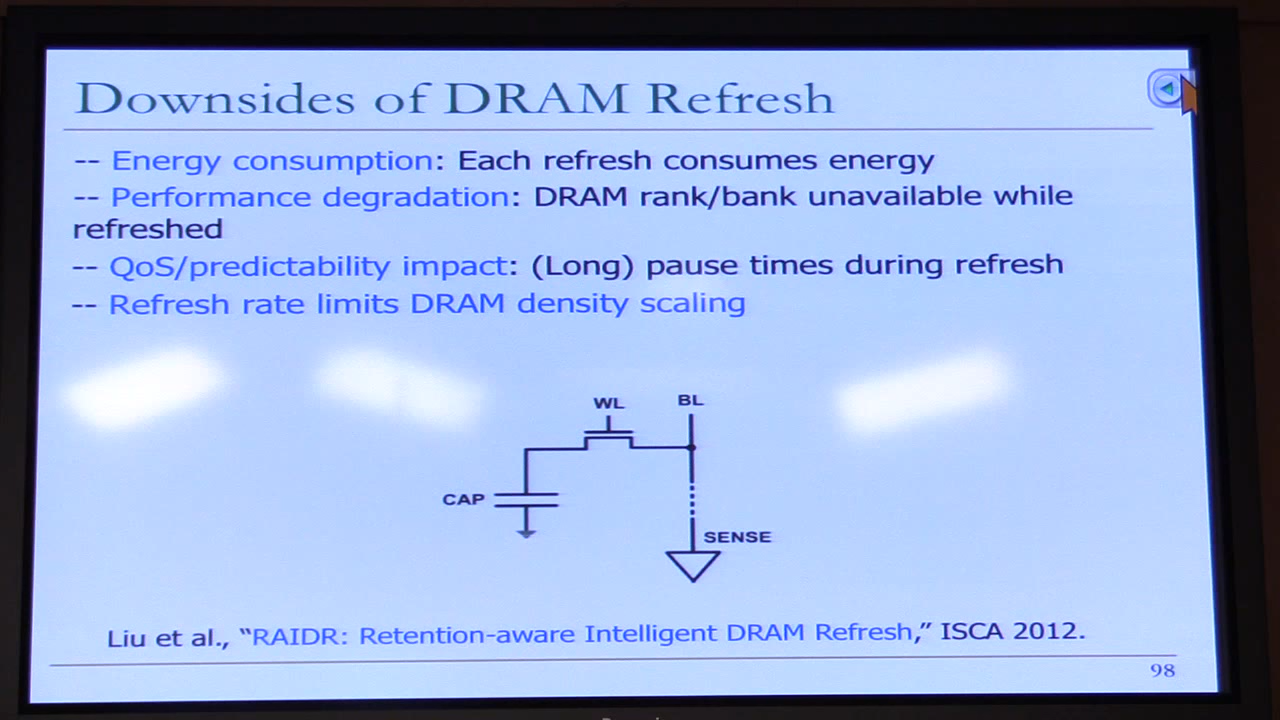 Downsides of DRAM Refresh
-- Energy consumption: Each refresh consumes energy
-- Performance degradation: DRAM rank/bank unavailable while
refreshed
-- QoS/predictability impact: (Long) pause times during refresh
-- Refresh rate limits DRAM density scaling
WL
BL
CAP
SENSE
Liu et al., “RAIDR: Retention-aware Intelligent DRAM Refresh,” ISCA 2012.
98